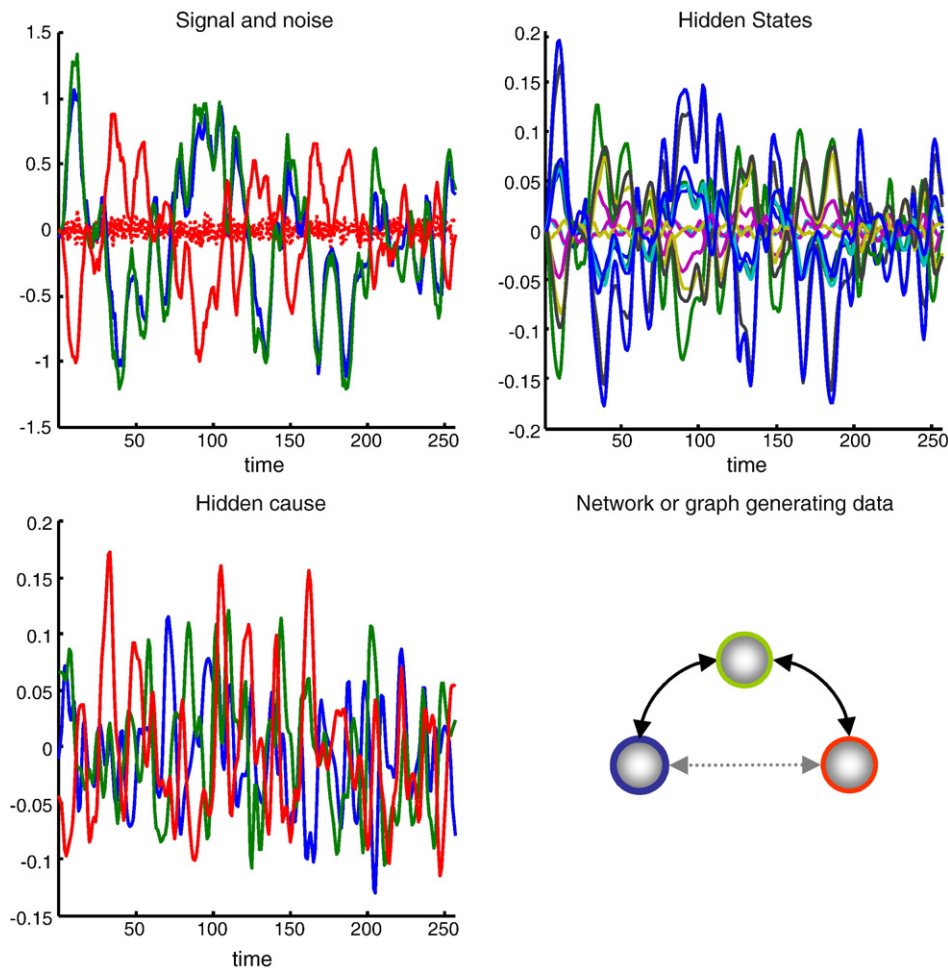 Signal and noise
1.5
1
0.5
0
-0.5
-1
-1.5
50 100 150 200 250
time
Hidden States
0.2
0.15
0.1
0.05
0
-0.05
-0.1
-0.15
-0.2
50 100 150 200 250
time
Hidden cause
0.2
0.15
0.1
0.05
0
-0.05
-0.1
-0.15
50 100 150 200 250
time
Network or graph generating data